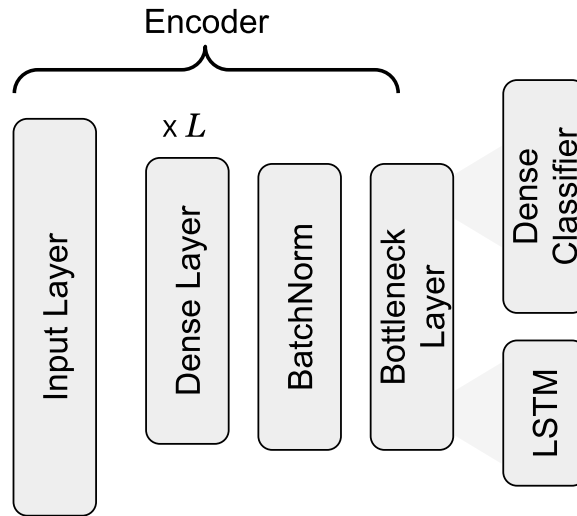 Encoder
x L
Input Layer
Dense Layer
BatchNorm
Bottleneck
Layer
Dense
Classifier
LSTM